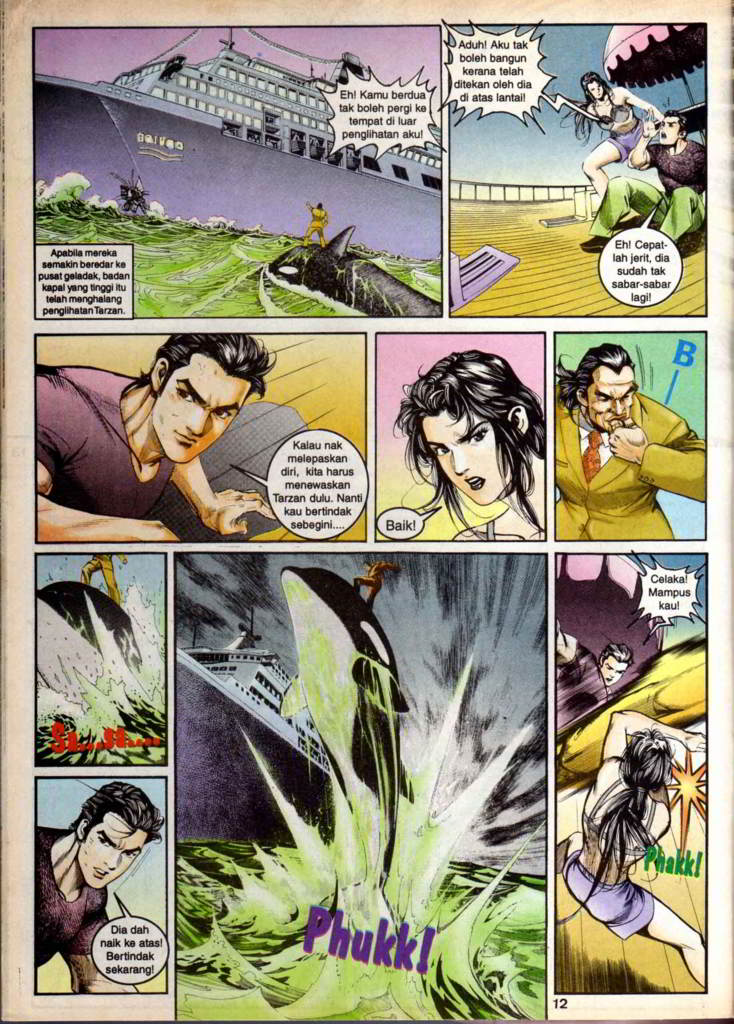 Eh! Kamu berdua
tak boleh pergi ke
tempat di luar
penglihatan aku!
taiga
Apabila mereka
semakin beredar ke
pusat geladak, badan
kapal yang tinggi itu
telah menghalang
penglihatan Tarzan.
Aduh! Aku tak
boleh bangun
kerana telah
ditekan oleh dia
di atas lantai!
Eh! Cepat-
lah jerit, dia
sudah tak
sabar-sabar
lagi!
Kalau nak
melepaskan
diri, kita harus
menewaskan
Tarzan dulu. Nanti
kau bertindak
sebegini....
Baik!
B
Sa....sa....
Dia dah
naik ke atas!
Bertindak
sekarang!
Phukk!
Celaka!
Mampus
kau!
Phakk!
12